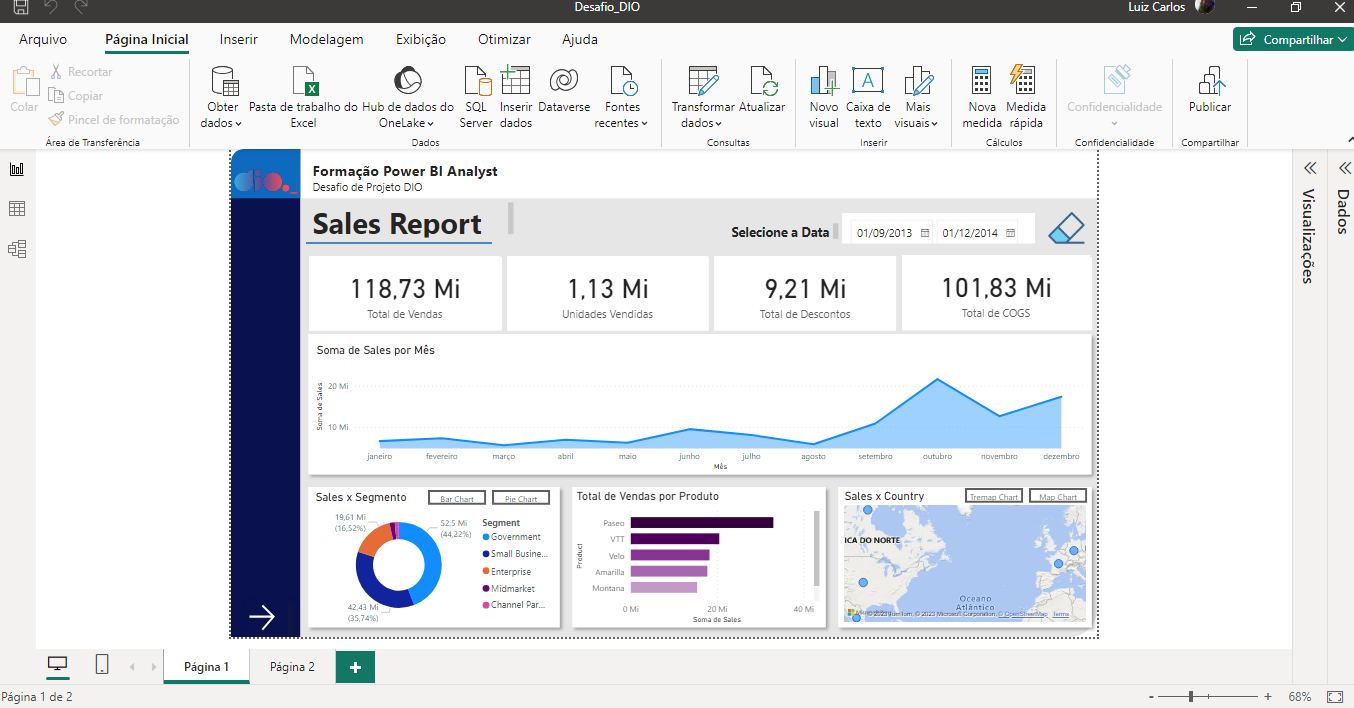 Desafio_DIO
Luiz Carlos
Arquivo
Página Inicial
Inserir
Modelagem
Exibição
Otimizar
Ajuda
Compartilhar
Colar
Recortar
Copiar
Pincel de formatação
Área de Transferência
Obter dados
Pasta de trabalho do Excel
Hub de dados do OneLake
SQL Server
Inserir dados
Dataverse
Fontes recentes
Dados
Transformar dados
Atualizar
Consultas
Novo visual
Caixa de texto
Mais visuais
Inserir
Nova medida
Medida rápida
Cálculos
Confidencialidade
Confidencialidade
Publicar
Compartilhar
dio.
Formação Power BI Analyst
Desafio de Projeto DIO
Sales Report
Selecione a Data
01/09/2013
01/12/2014
118,73 Mi
Total de Vendas
1,13 Mi
Unidades Vendidas
9,21 Mi
Total de Descontos
101,83 Mi
Total de COGS
Soma de Sales por Mês
Soma de Sales
20 Mi
10 Mi
janeiro
fevereiro
março
abril
maio
junho
julho
agosto
setembro
outubro
novembro
dezembro
Mês
Sales x Segmento
Bar Chart
Pie Chart
19,61 Mi
(16,52%)
52,5 Mi
(44,22%)
42,43 Mi
(35,74%)
Segment
Government
Small Busine...
Enterprise
Midmarket
Channel Par...
Total de Vendas por Produto
Product
Paseo
VTT
Velo
Amarilla
Montana
0 Mi
20 Mi
40 Mi
Soma de Sales
Sales x Country
Tremap Chart
Map Chart
ICA DO NORTE
Oceano
Atlântico
© 2023 TomTom, © 2023 Microsoft Corporation, © OpenStreetMap Terms
Visualizações
Dados
Página 1
Página 2
Página 1 de 2
- +
68%